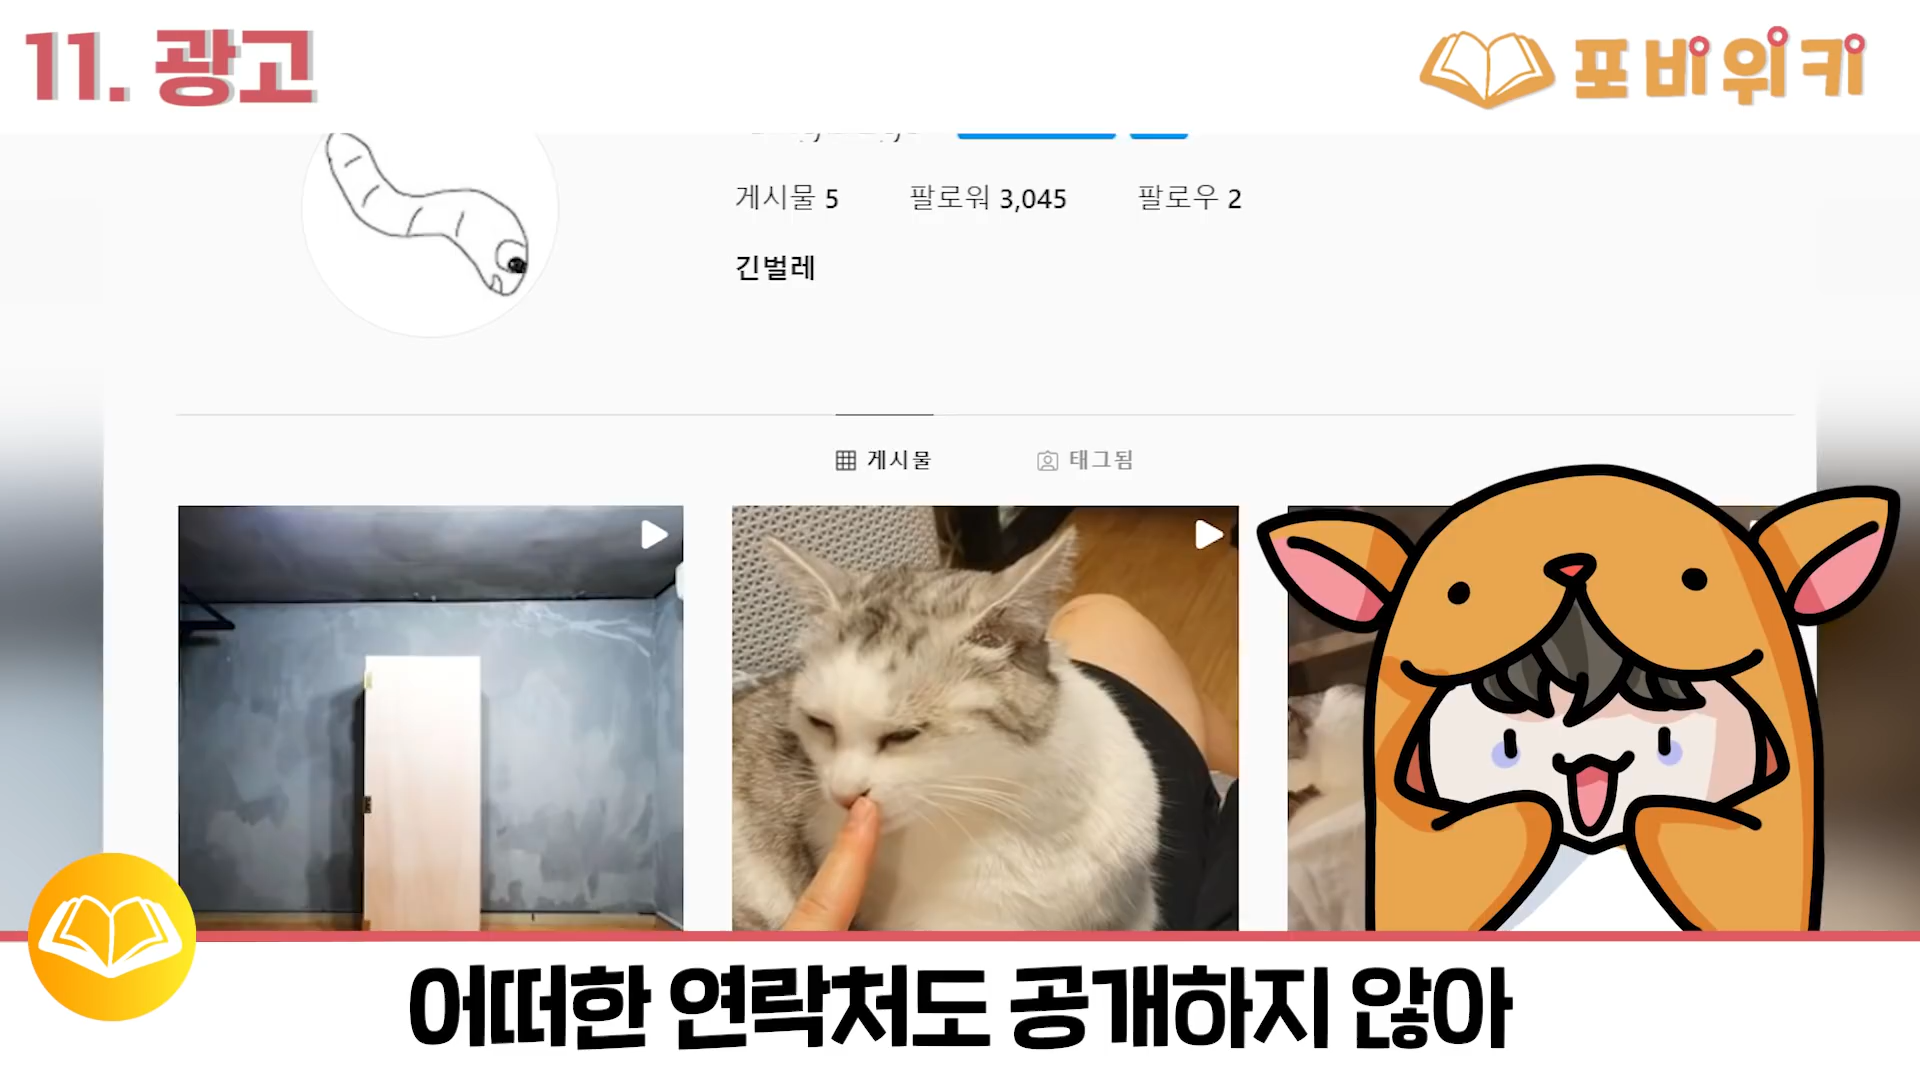 11. 광고
포비위키
게시물 5 팔로워 3,045 팔로우 2
긴벌레
게시물 태그됨
어떠한 연락처도 공개하지 않아